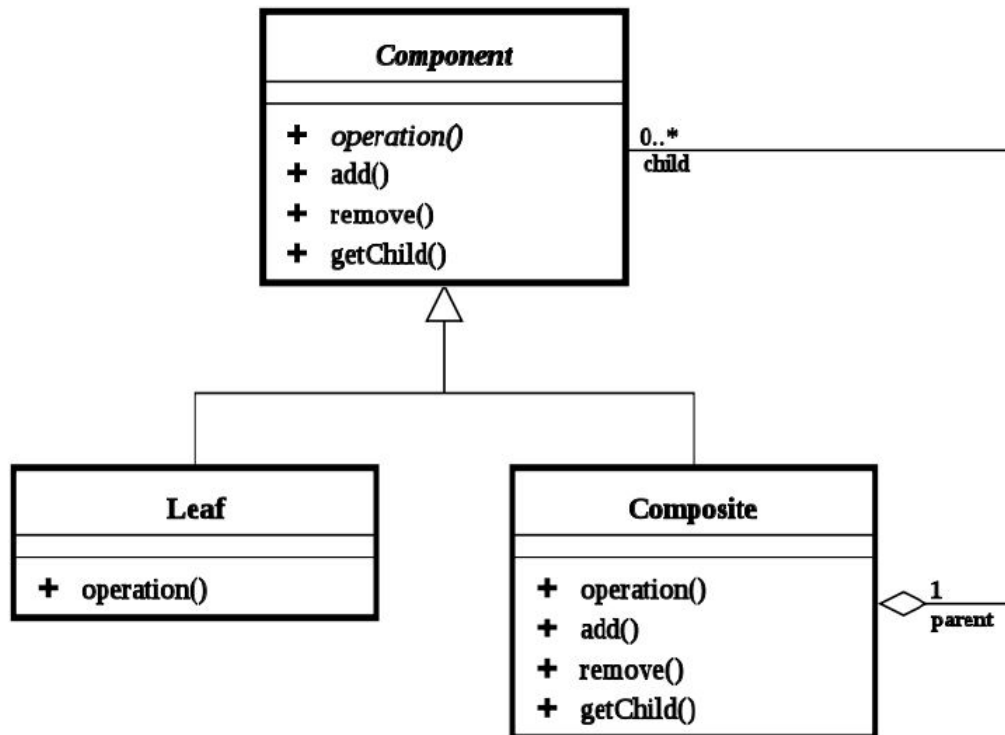 Component
+ operation()
+ add()
+ remove()
+ getChild()
0..*
child
Leaf
+ operation()
Composite
+ operation()
+ add()
+ remove()
+ getChild()
1
parent